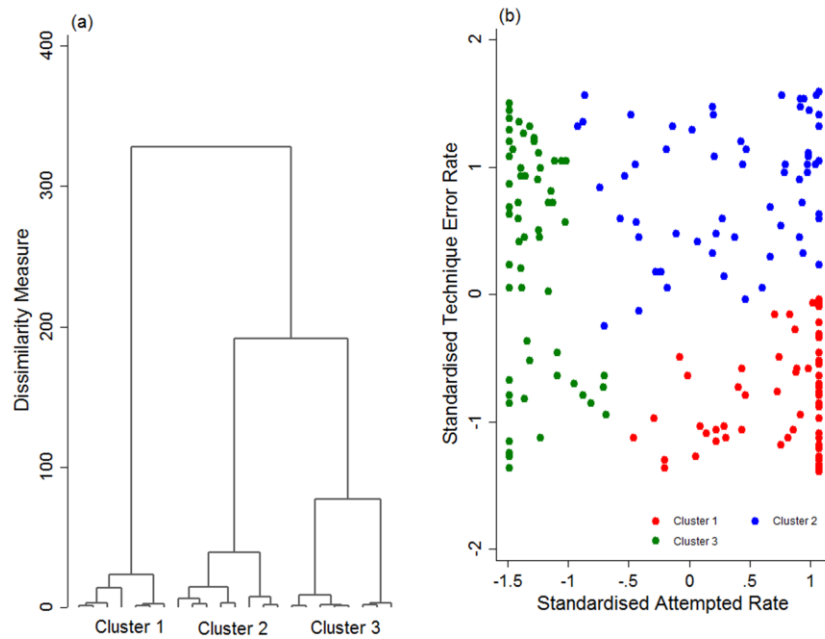 (a)
Dissimilarity Measure
400
300
200
100
0
Cluster 1 Cluster 2 Cluster 3
(b)
Standardised Technique Error Rate
2
1
0
-1
-2
Cluster 1 Cluster 2
Cluster 3
-1.5 -1 -.5 0 .5 1
Standardised Attempted Rate